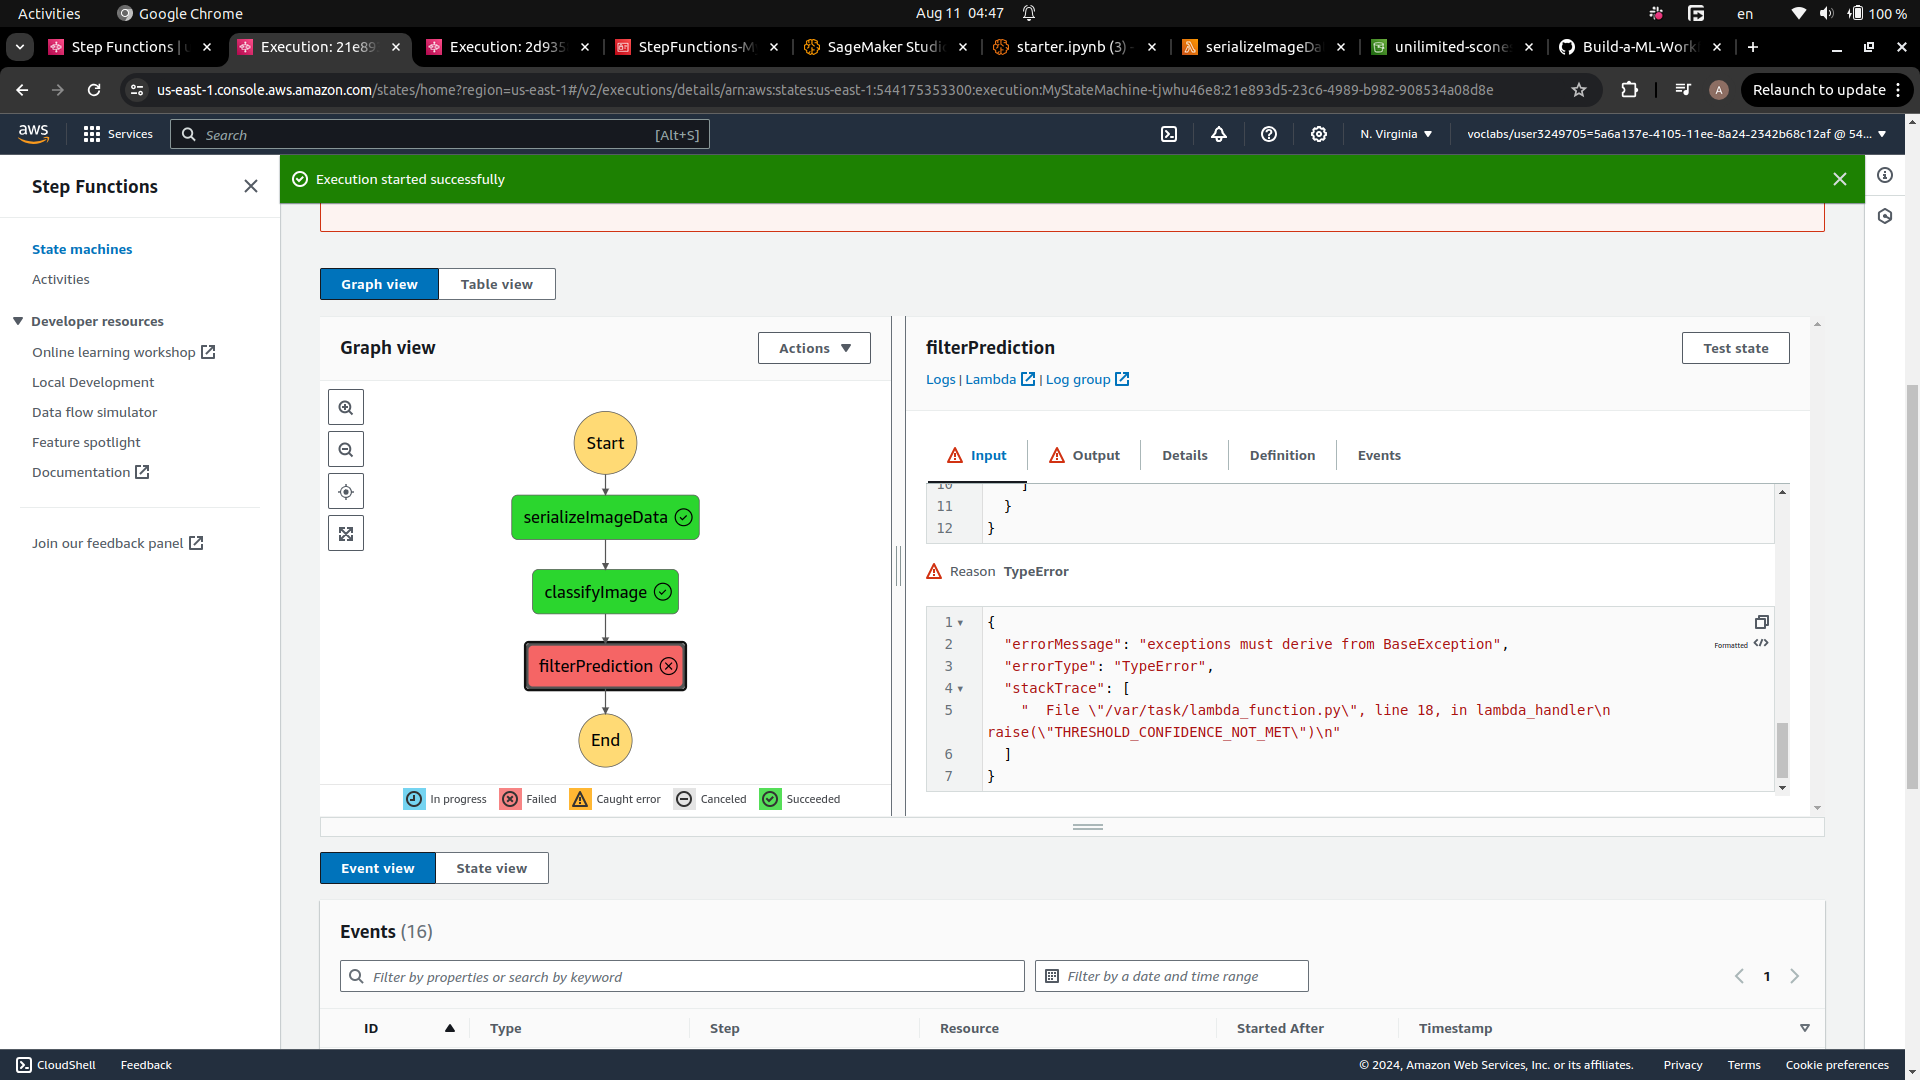 Activities
Google Chrome
Aug 11 04:47
en
100 %
Step Functions | u
Execution: 21e89
Execution: 2d935
StepFunctions-M
SageMaker Studi
starter.ipynb (3) -
serializeImageDa
unilimited-scone
Build-a-ML-Work
us-east-1.console.aws.amazon.com/states/home?region=us-east-1#/v2/executions/details/arn:aws:states:us-east-1:544175353300:execution:MyStateMachine-tjwhu46e8:21e893d5-23c6-4989-b982-908534a08d8e
A
Relaunch to update
aws
Services
Search
[Alt+S]
N. Virginia
voclabs/user3249705=5a6a137e-4105-11ee-8a24-2342b68c12af @ 54...
Step Functions
Execution started successfully
State machines
Activities
Developer resources
Online learning workshop
Local Development
Data flow simulator
Feature spotlight
Documentation
Join our feedback panel
Graph view
Table view
Graph view
Actions
Start
serializeImageData
classifyImage
filterPrediction
End
In progress
Failed
Caught error
Canceled
Succeeded
filterPrediction
Test state
Logs | Lambda | Log group
Input
Output
Details
Definition
Events
10 ]
11 }
12 }
Reason TypeError
1 {
2 "errorMessage": "exceptions must derive from BaseException",
Formatted
3 "errorType": "TypeError",
4 "stackTrace": [
5 " File \"/var/task/lambda_function.py\", line 18, in lambda_handler\n
raise(\"THRESHOLD_CONFIDENCE_NOT_MET\")\n"
6 ]
7 }
Event view
State view
Events (16)
Filter by properties or search by keyword
Filter by a date and time range
1
ID
Type
Step
Resource
Started After
Timestamp
CloudShell
Feedback
© 2024, Amazon Web Services, Inc. or its affiliates.
Privacy
Terms
Cookie preferences